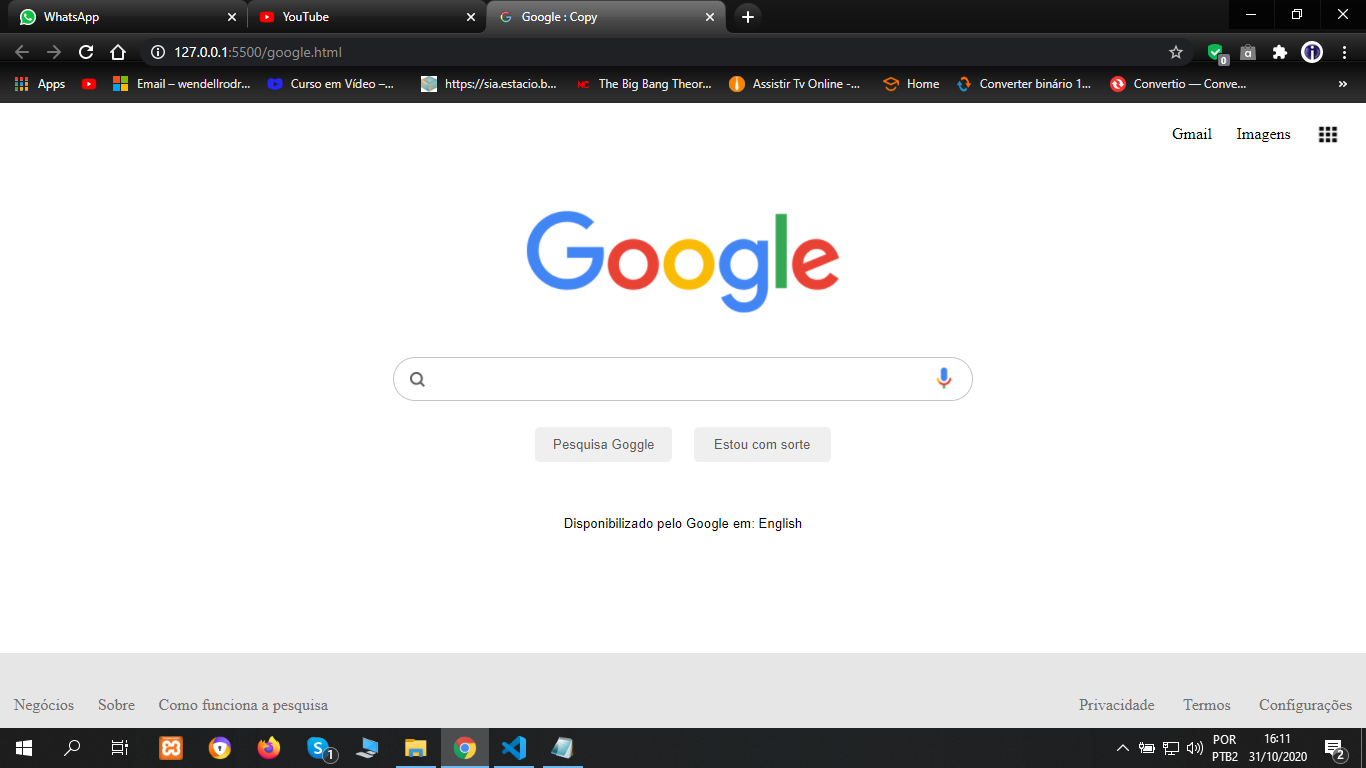 WhatsApp YouTube Google : Copy
127.0.0.1:5500/google.html
Apps Email – wendellrodr... Curso em Vídeo –... https://sia.estacio.b... NC The Big Bang Theor... Assistir Tv Online -... Home Converter binário 1... Convertio — Conve... »
Gmail Imagens
Google
Pesquisa Goggle Estou com sorte
Disponibilizado pelo Google em: English
Negócios Sobre Como funciona a pesquisa Privacidade Termos Configurações
POR 16:11
PTB2 31/10/2020
1 2